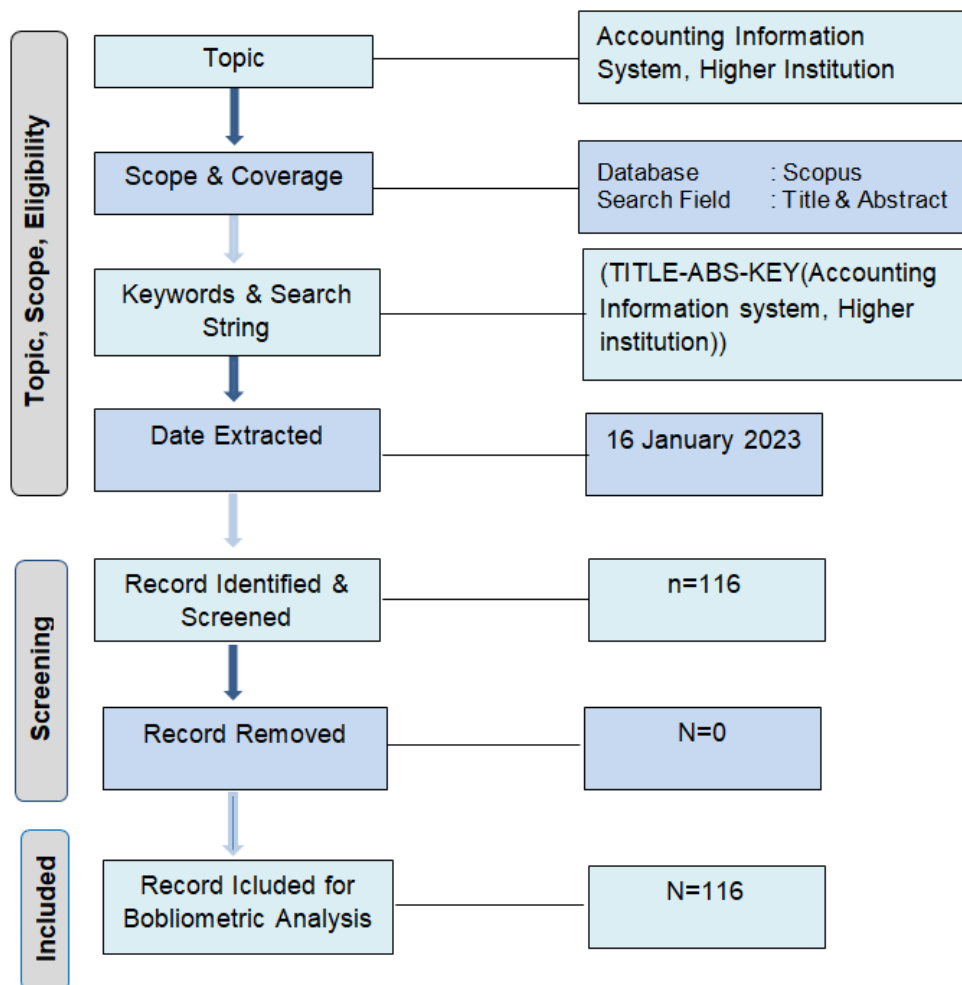 Topic, Scope, Eligibility
Topic
Accounting Information
System, Higher Institution
Scope & Coverage
Database : Scopus
Search Field : Title & Abstract
Keywords & Search
String
(TITLE-ABS-KEY(Accounting
Information system, Higher
institution))
Date Extracted
16 January 2023
Screening
Record Identified &
Screened
n=116
Record Removed
N=0
Included
Record Icluded for
Bobliometric Analysis
N=116